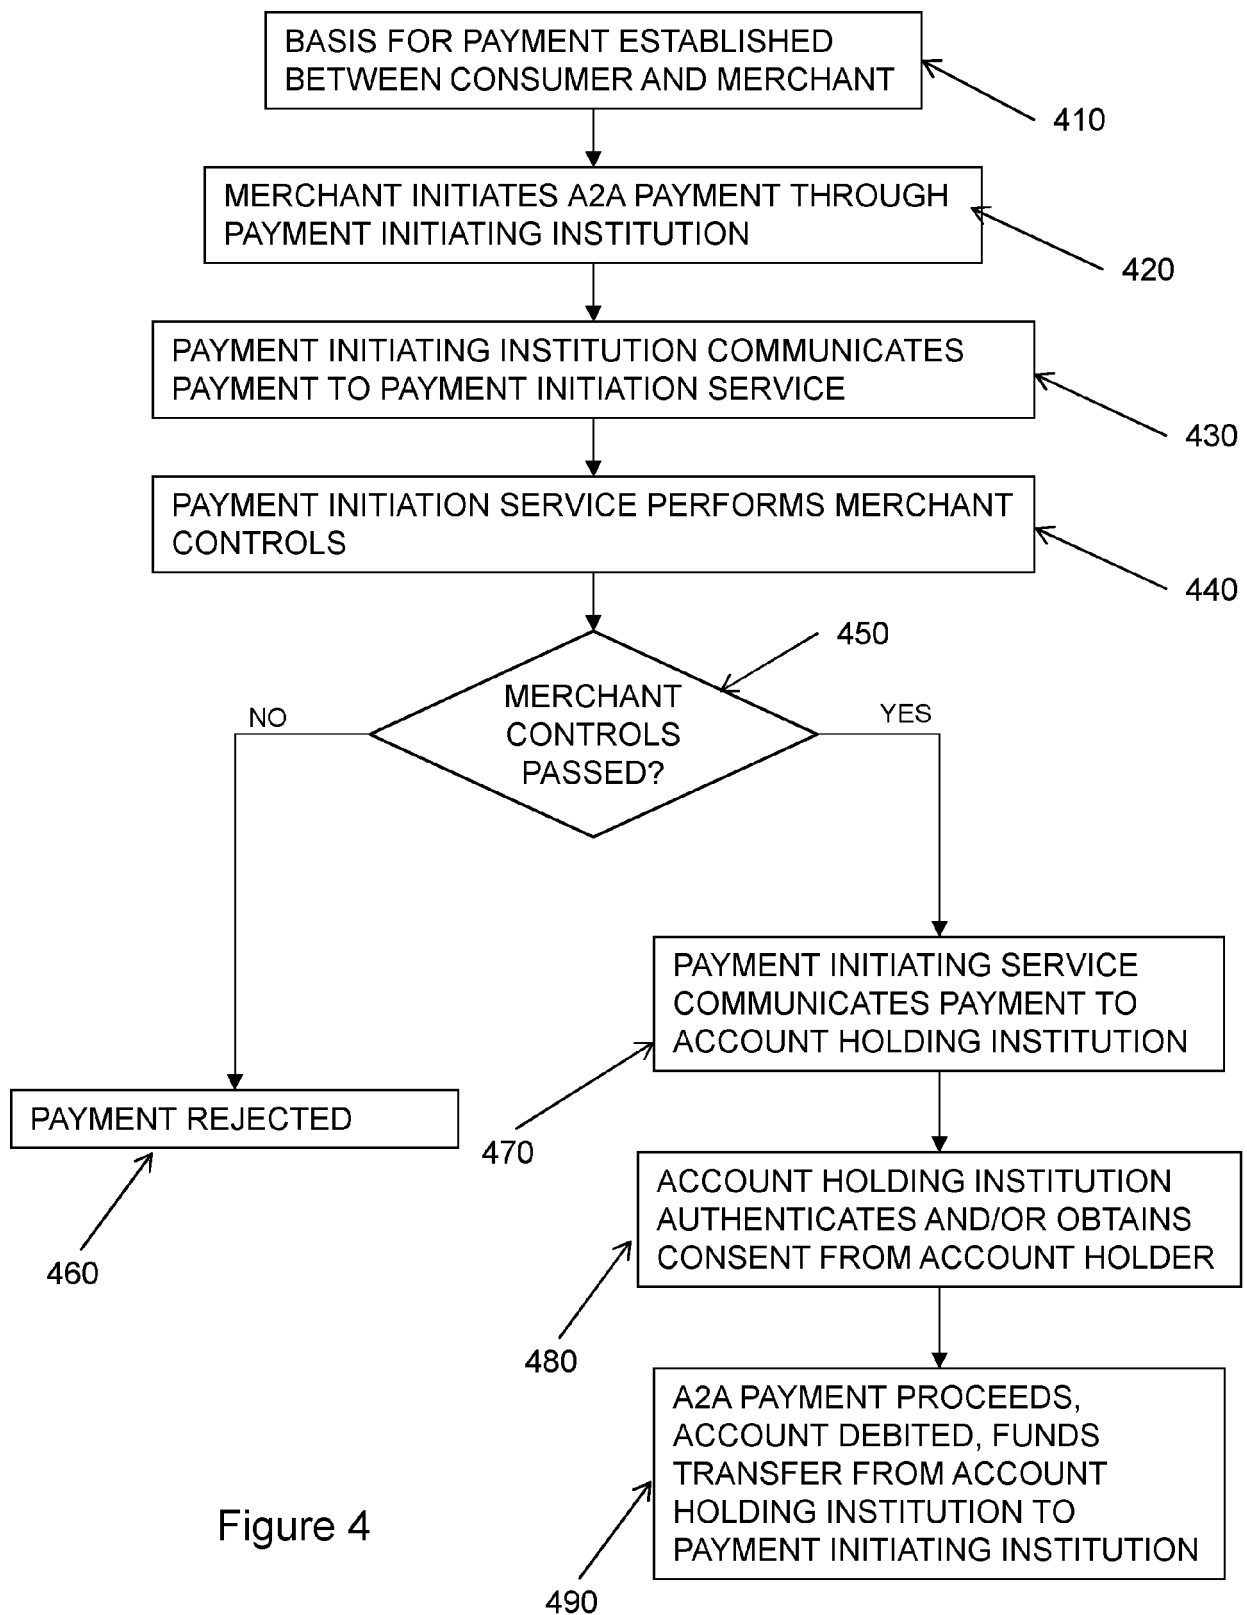 BASIS FOR PAYMENT ESTABLISHED
BETWEEN CONSUMER AND MERCHANT
410
MERCHANT INITIATES A2A PAYMENT THROUGH
PAYMENT INITIATING INSTITUTION
420
PAYMENT INITIATING INSTITUTION COMMUNICATES
PAYMENT TO PAYMENT INITIATION SERVICE
430
PAYMENT INITIATION SERVICE PERFORMS MERCHANT
CONTROLS
440
450
MERCHANT
CONTROLS
PASSED?
NO
YES
PAYMENT INITIATING SERVICE
COMMUNICATES PAYMENT TO
ACCOUNT HOLDING INSTITUTION
470
PAYMENT REJECTED
460
ACCOUNT HOLDING INSTITUTION
AUTHENTICATES AND/OR OBTAINS
CONSENT FROM ACCOUNT HOLDER
480
A2A PAYMENT PROCEEDS,
ACCOUNT DEBITED, FUNDS
TRANSFER FROM ACCOUNT
HOLDING INSTITUTION TO
PAYMENT INITIATING INSTITUTION
490
Figure 4